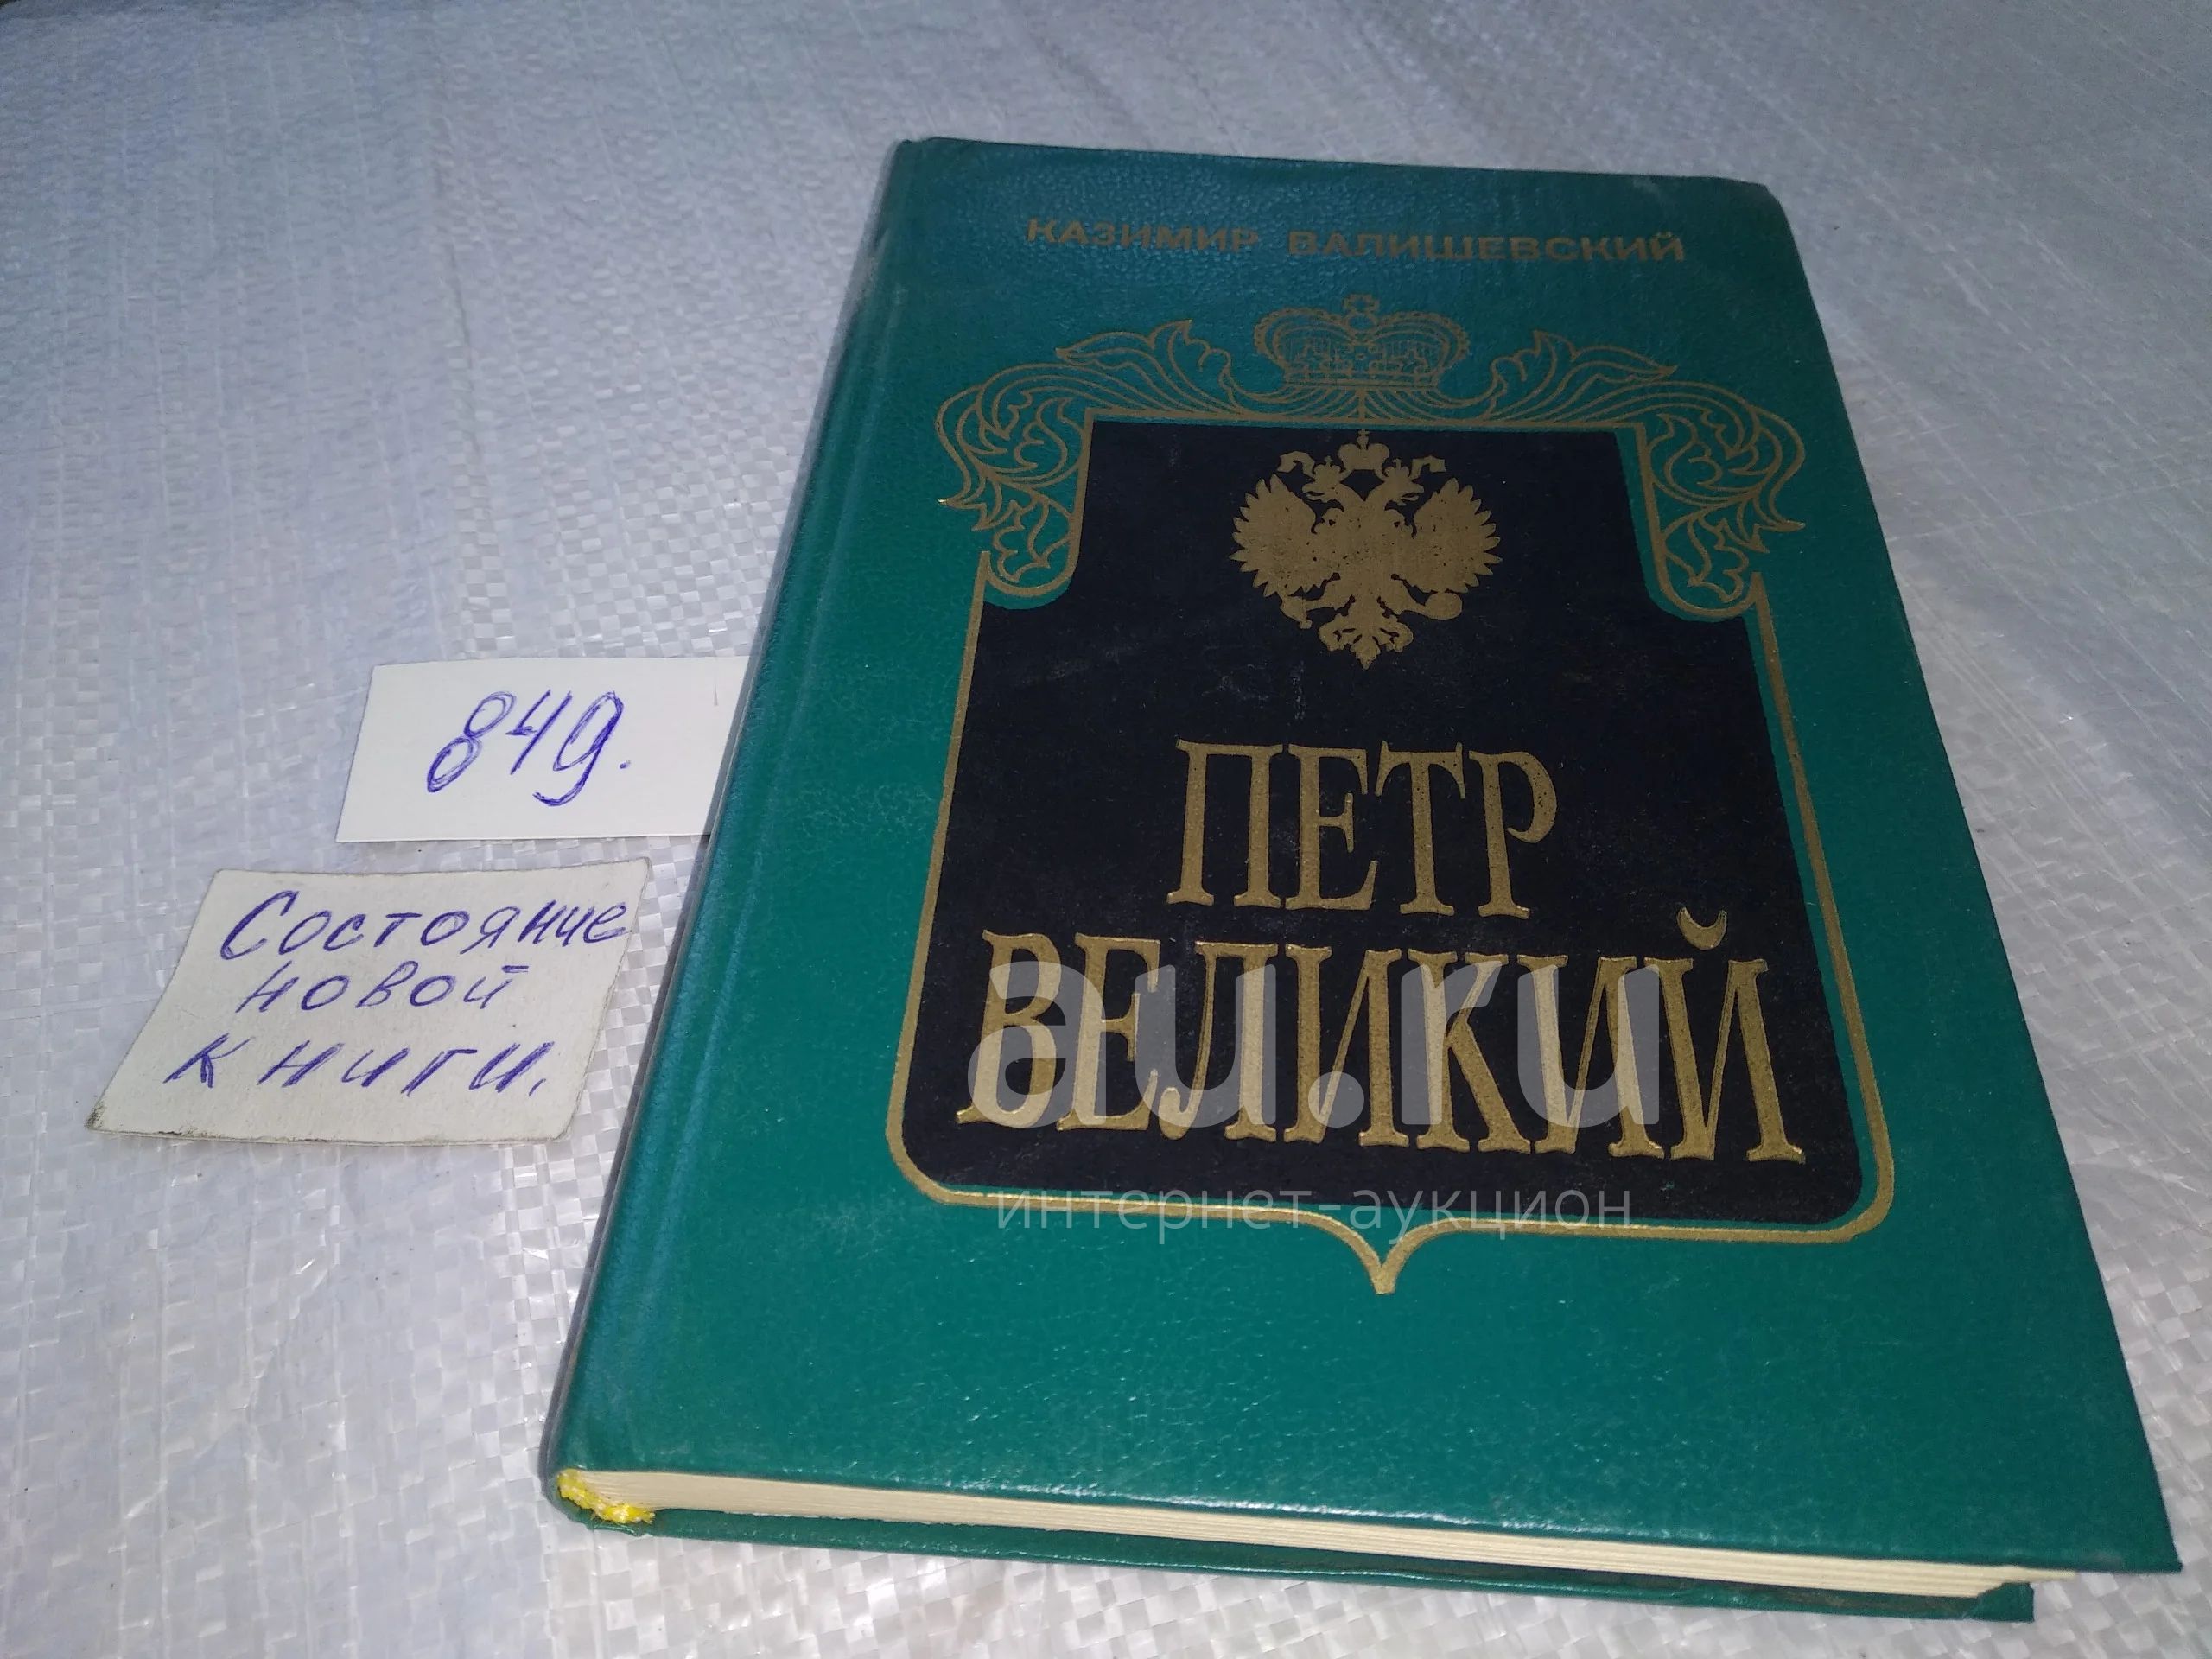 КАЗИМИР ВАЛИШЕВСКИЙ
ПЕТР
ВЕЛИКИЙ
849.
Состояние
новой
книги.
au.ru
интернет-аукцион